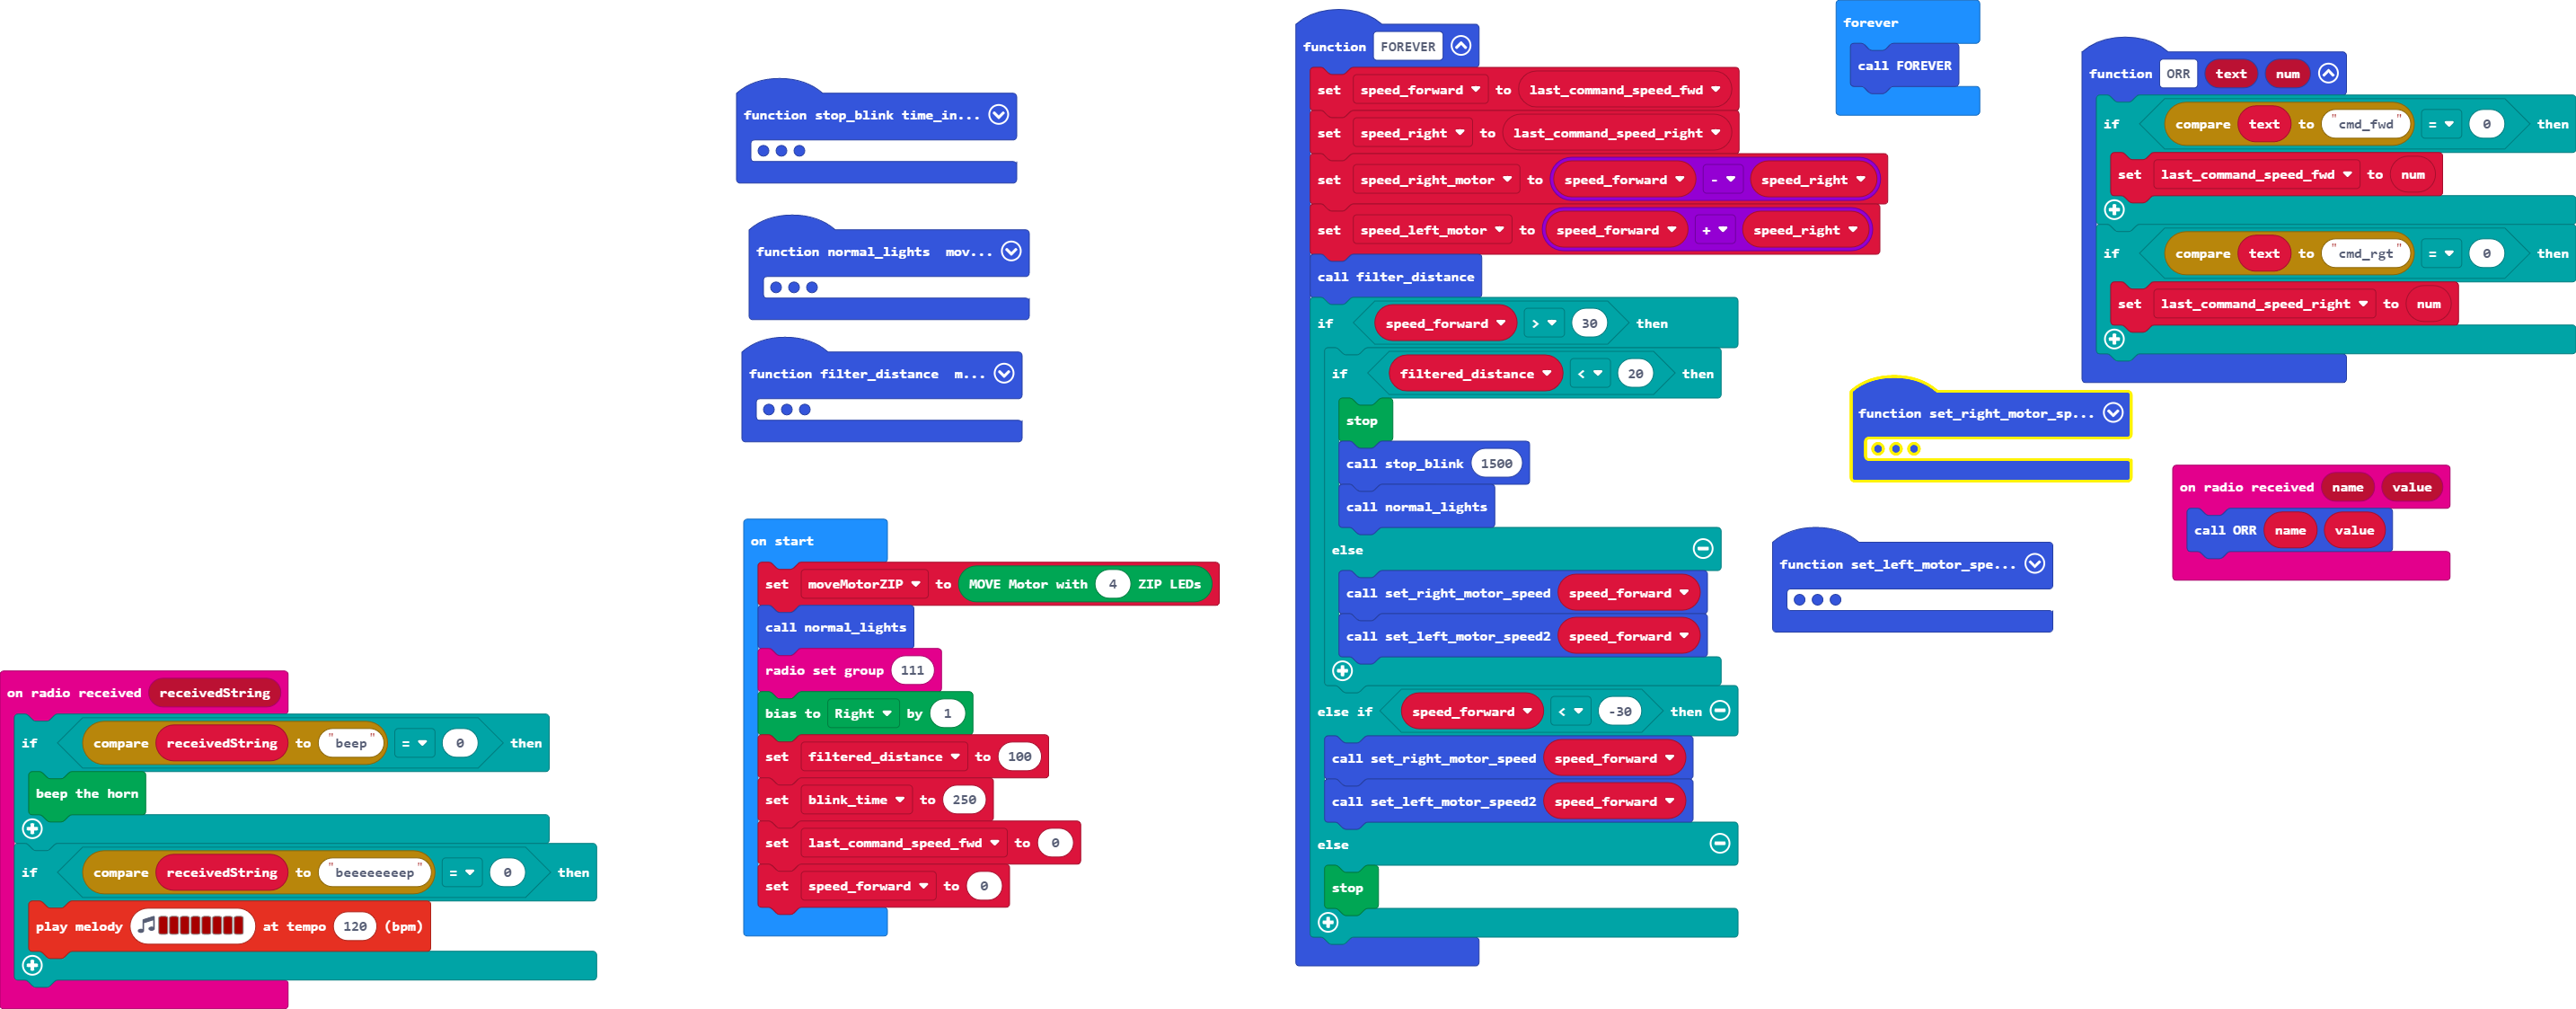 function stop_blink time_in...
function normal_lights  mov...
function filter_distance  m...
on start
set moveMotorZIP to MOVE Motor with 4 ZIP LEDs
call normal_lights
radio set group 111
bias to Right by 1
set filtered_distance to 100
set blink_time to 250
set last_command_speed_fwd to 0
set speed_forward to 0
on radio received receivedString
if compare receivedString to "beep" = 0 then
beep the horn
if compare receivedString to "beeeeeeeep" = 0 then
play melody at tempo 120 (bpm)
function FOREVER
set speed_forward to last_command_speed_fwd
set speed_right to last_command_speed_right
set speed_right_motor to speed_forward - speed_right
set speed_left_motor to speed_forward + speed_right
call filter_distance
if speed_forward > 30 then
if filtered_distance < 20 then
stop
call stop_blink 1500
call normal_lights
else
call set_right_motor_speed speed_forward
call set_left_motor_speed2 speed_forward
else if speed_forward < -30 then
call set_right_motor_speed speed_forward
call set_left_motor_speed2 speed_forward
else
stop
forever
call FOREVER
function ORR text num
if compare text to "cmd_fwd" = 0 then
set last_command_speed_fwd to num
if compare text to "cmd_rgt" = 0 then
set last_command_speed_right to num
function set_right_motor_sp...
on radio received name value
call ORR name value
function set_left_motor_spe...